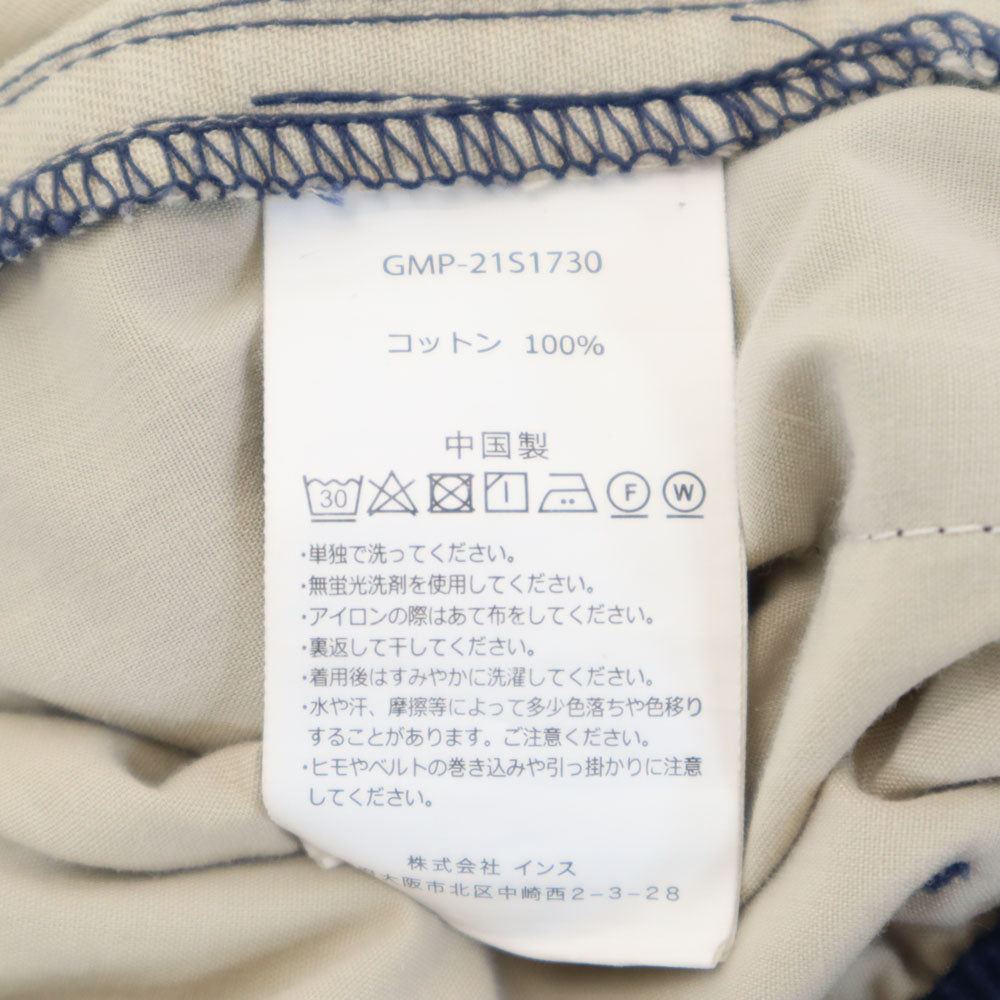 GMP-21S1730
コットン 100%
中国製
30 F W
・単独で洗ってください。
・無蛍光洗剤を使用してください。
・アイロンの際はあて布をしてください。
・裏返して干してください。
・着用後はすみやかに洗濯してください。
・水や汗、摩擦等によって多少色落ちや色移り
することがあります。ご注意ください。
・ヒモやベルトの巻き込みや引っ掛かりに注意
してください。
株式会社 インス
大阪市北区中崎西2-3-28